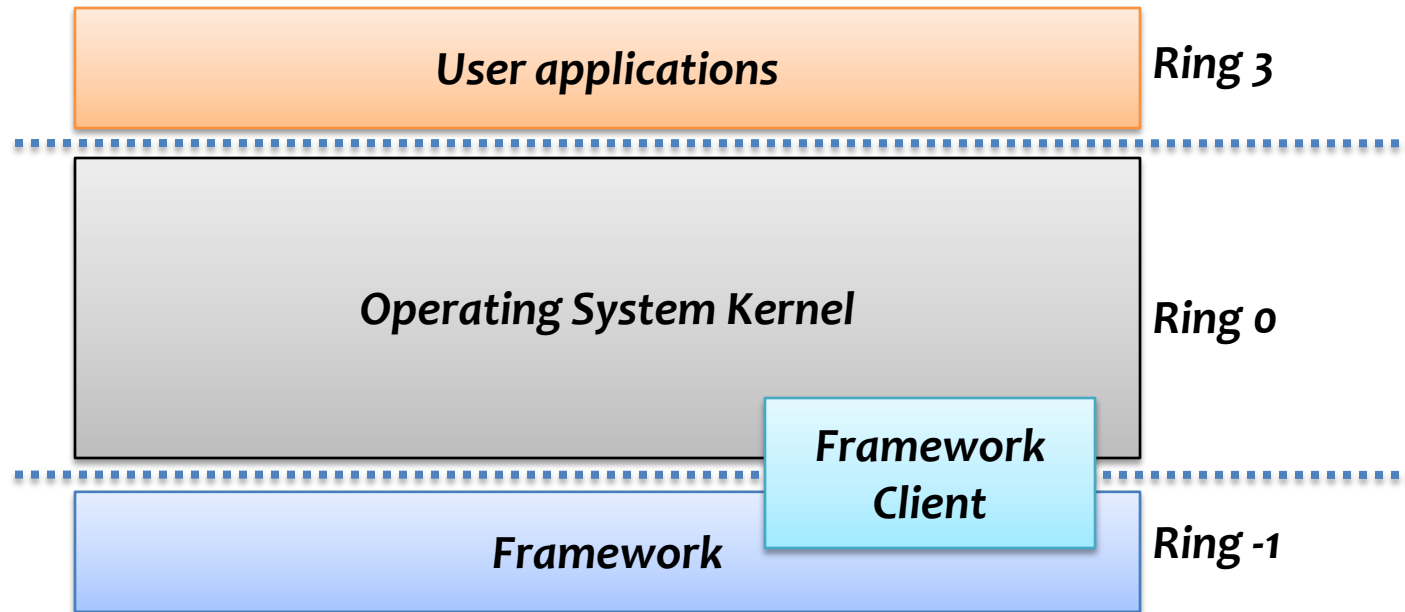 User applications
Ring 3
Operating System Kernel
Ring 0
Framework
Client
Framework
Ring -1